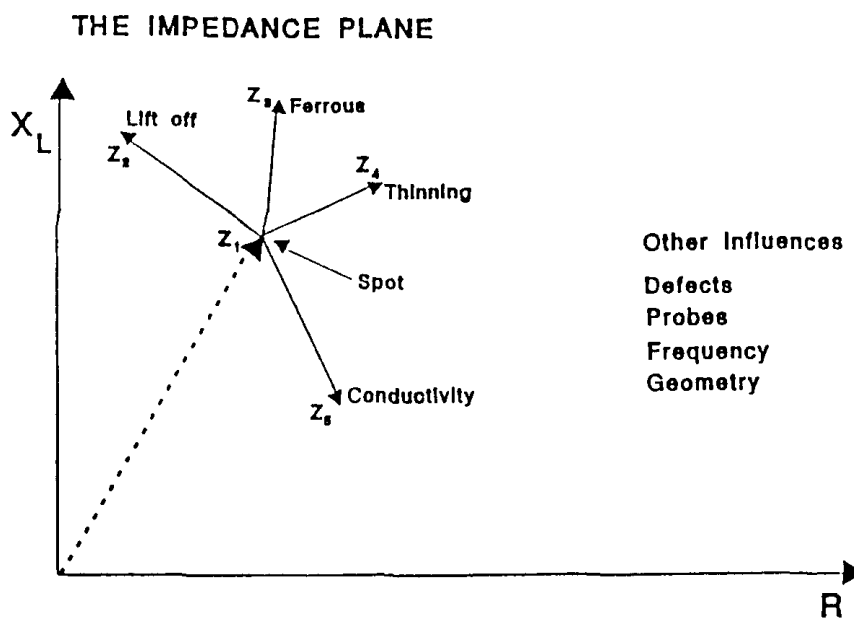 THE IMPEDANCE PLANE
X_L
Lift off
Z₂
Z₃ Ferrous
Z₄
Thinning
Z₁
Spot
Z₅
Conductivity
Other Influences
Defects
Probes
Frequency
Geometry
R